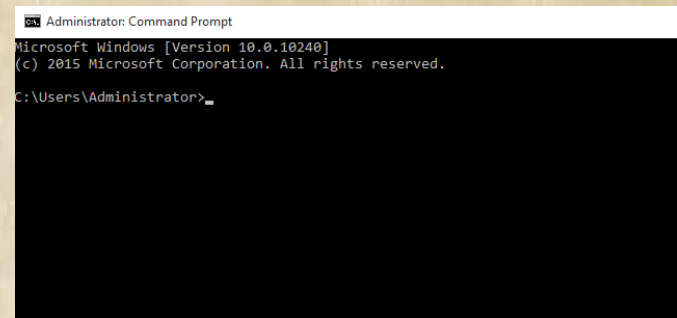 Administrator: Command Prompt
Microsoft Windows [Version 10.0.10240]
(c) 2015 Microsoft Corporation. All rights reserved.
C:\Users\Administrator>_